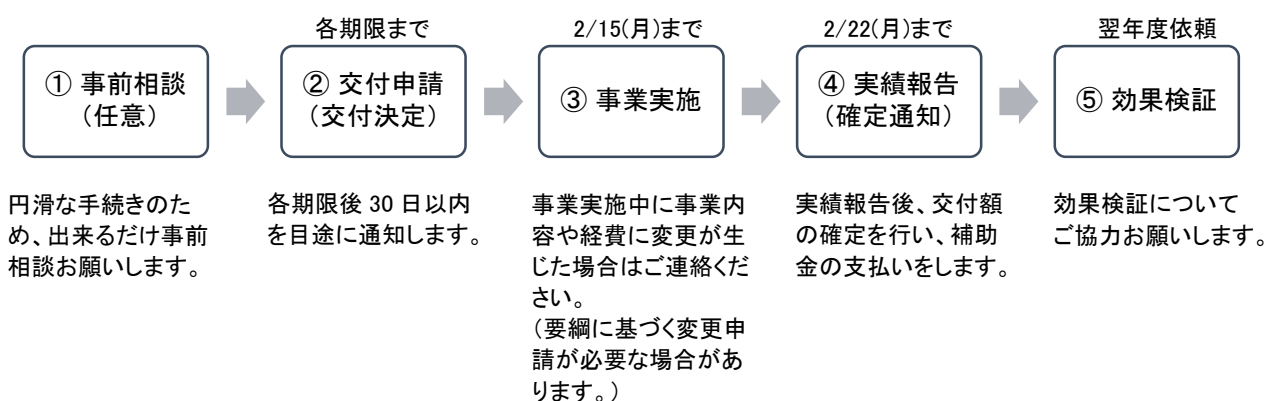 各期限まで
2/15(月)まで
2/22(月)まで
翌年度依頼
① 事前相談
（任意）
② 交付申請
（交付決定）
③ 事業実施
④ 実績報告
（確定通知）
⑤ 効果検証
円滑な手続きのた
め、出来るだけ事前
相談お願いします。
各期限後 30 日以内
を目途に通知します。
事業実施中に事業内
容や経費に変更が生
じた場合はご連絡くだ
さい。
（要綱に基づく変更申
請が必要な場合があ
ります。）
実績報告後、交付額
の確定を行い、補助
金の支払いをします。
効果検証について
ご協力お願いします。